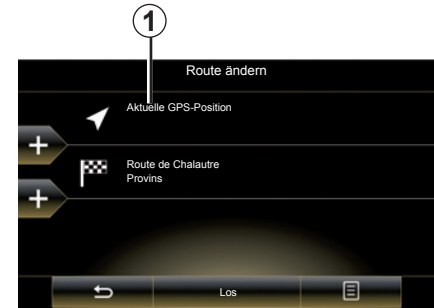 1
Route ändern
Aktuelle GPS-Position
Route de Chalautre
Provins
Los